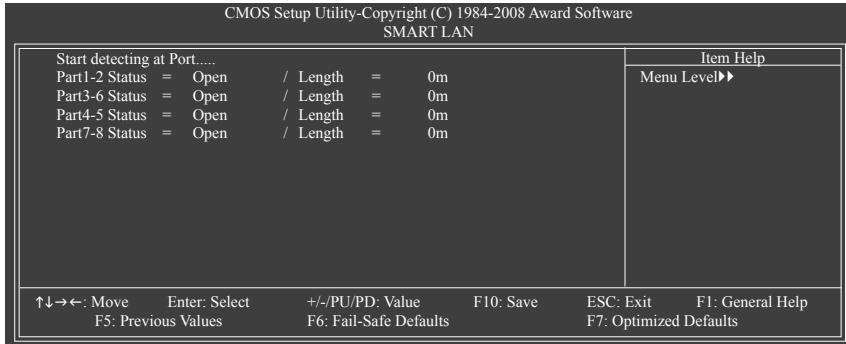 CMOS Setup Utility-Copyright (C) 1984-2008 Award Software
SMART LAN
Start detecting at Port.....
Part1-2 Status = Open / Length = 0m
Part3-6 Status = Open / Length = 0m
Part4-5 Status = Open / Length = 0m
Part7-8 Status = Open / Length = 0m
Item Help
Menu Level▶▶
↑↓→←: Move Enter: Select +/-/PU/PD: Value F10: Save ESC: Exit F1: General Help
F5: Previous Values F6: Fail-Safe Defaults F7: Optimized Defaults